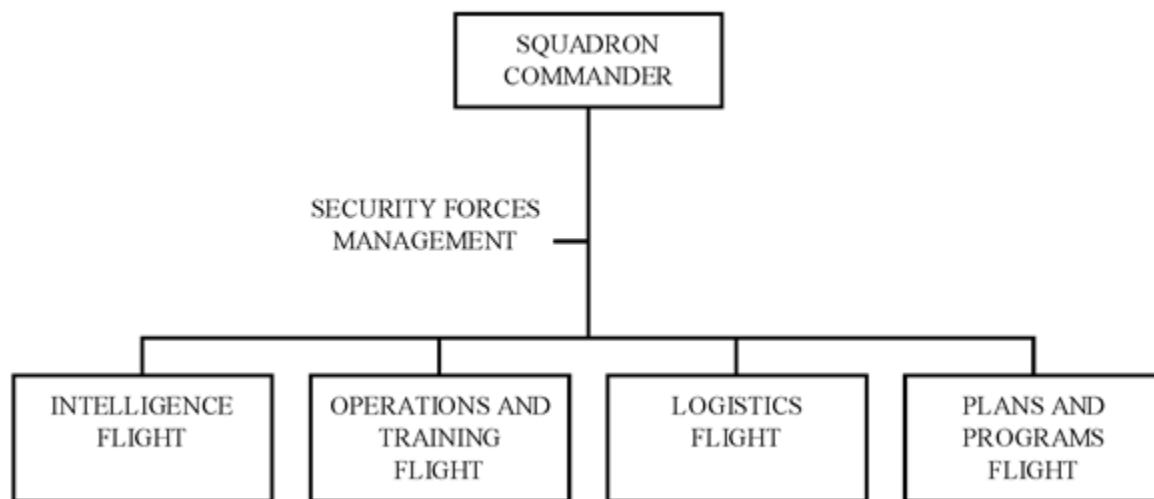 SQUADRON
COMMANDER
SECURITY FORCES
MANAGEMENT
INTELLIGENCE
FLIGHT
OPERATIONS AND
TRAINING
FLIGHT
LOGISTICS
FLIGHT
PLANS AND
PROGRAMS
FLIGHT